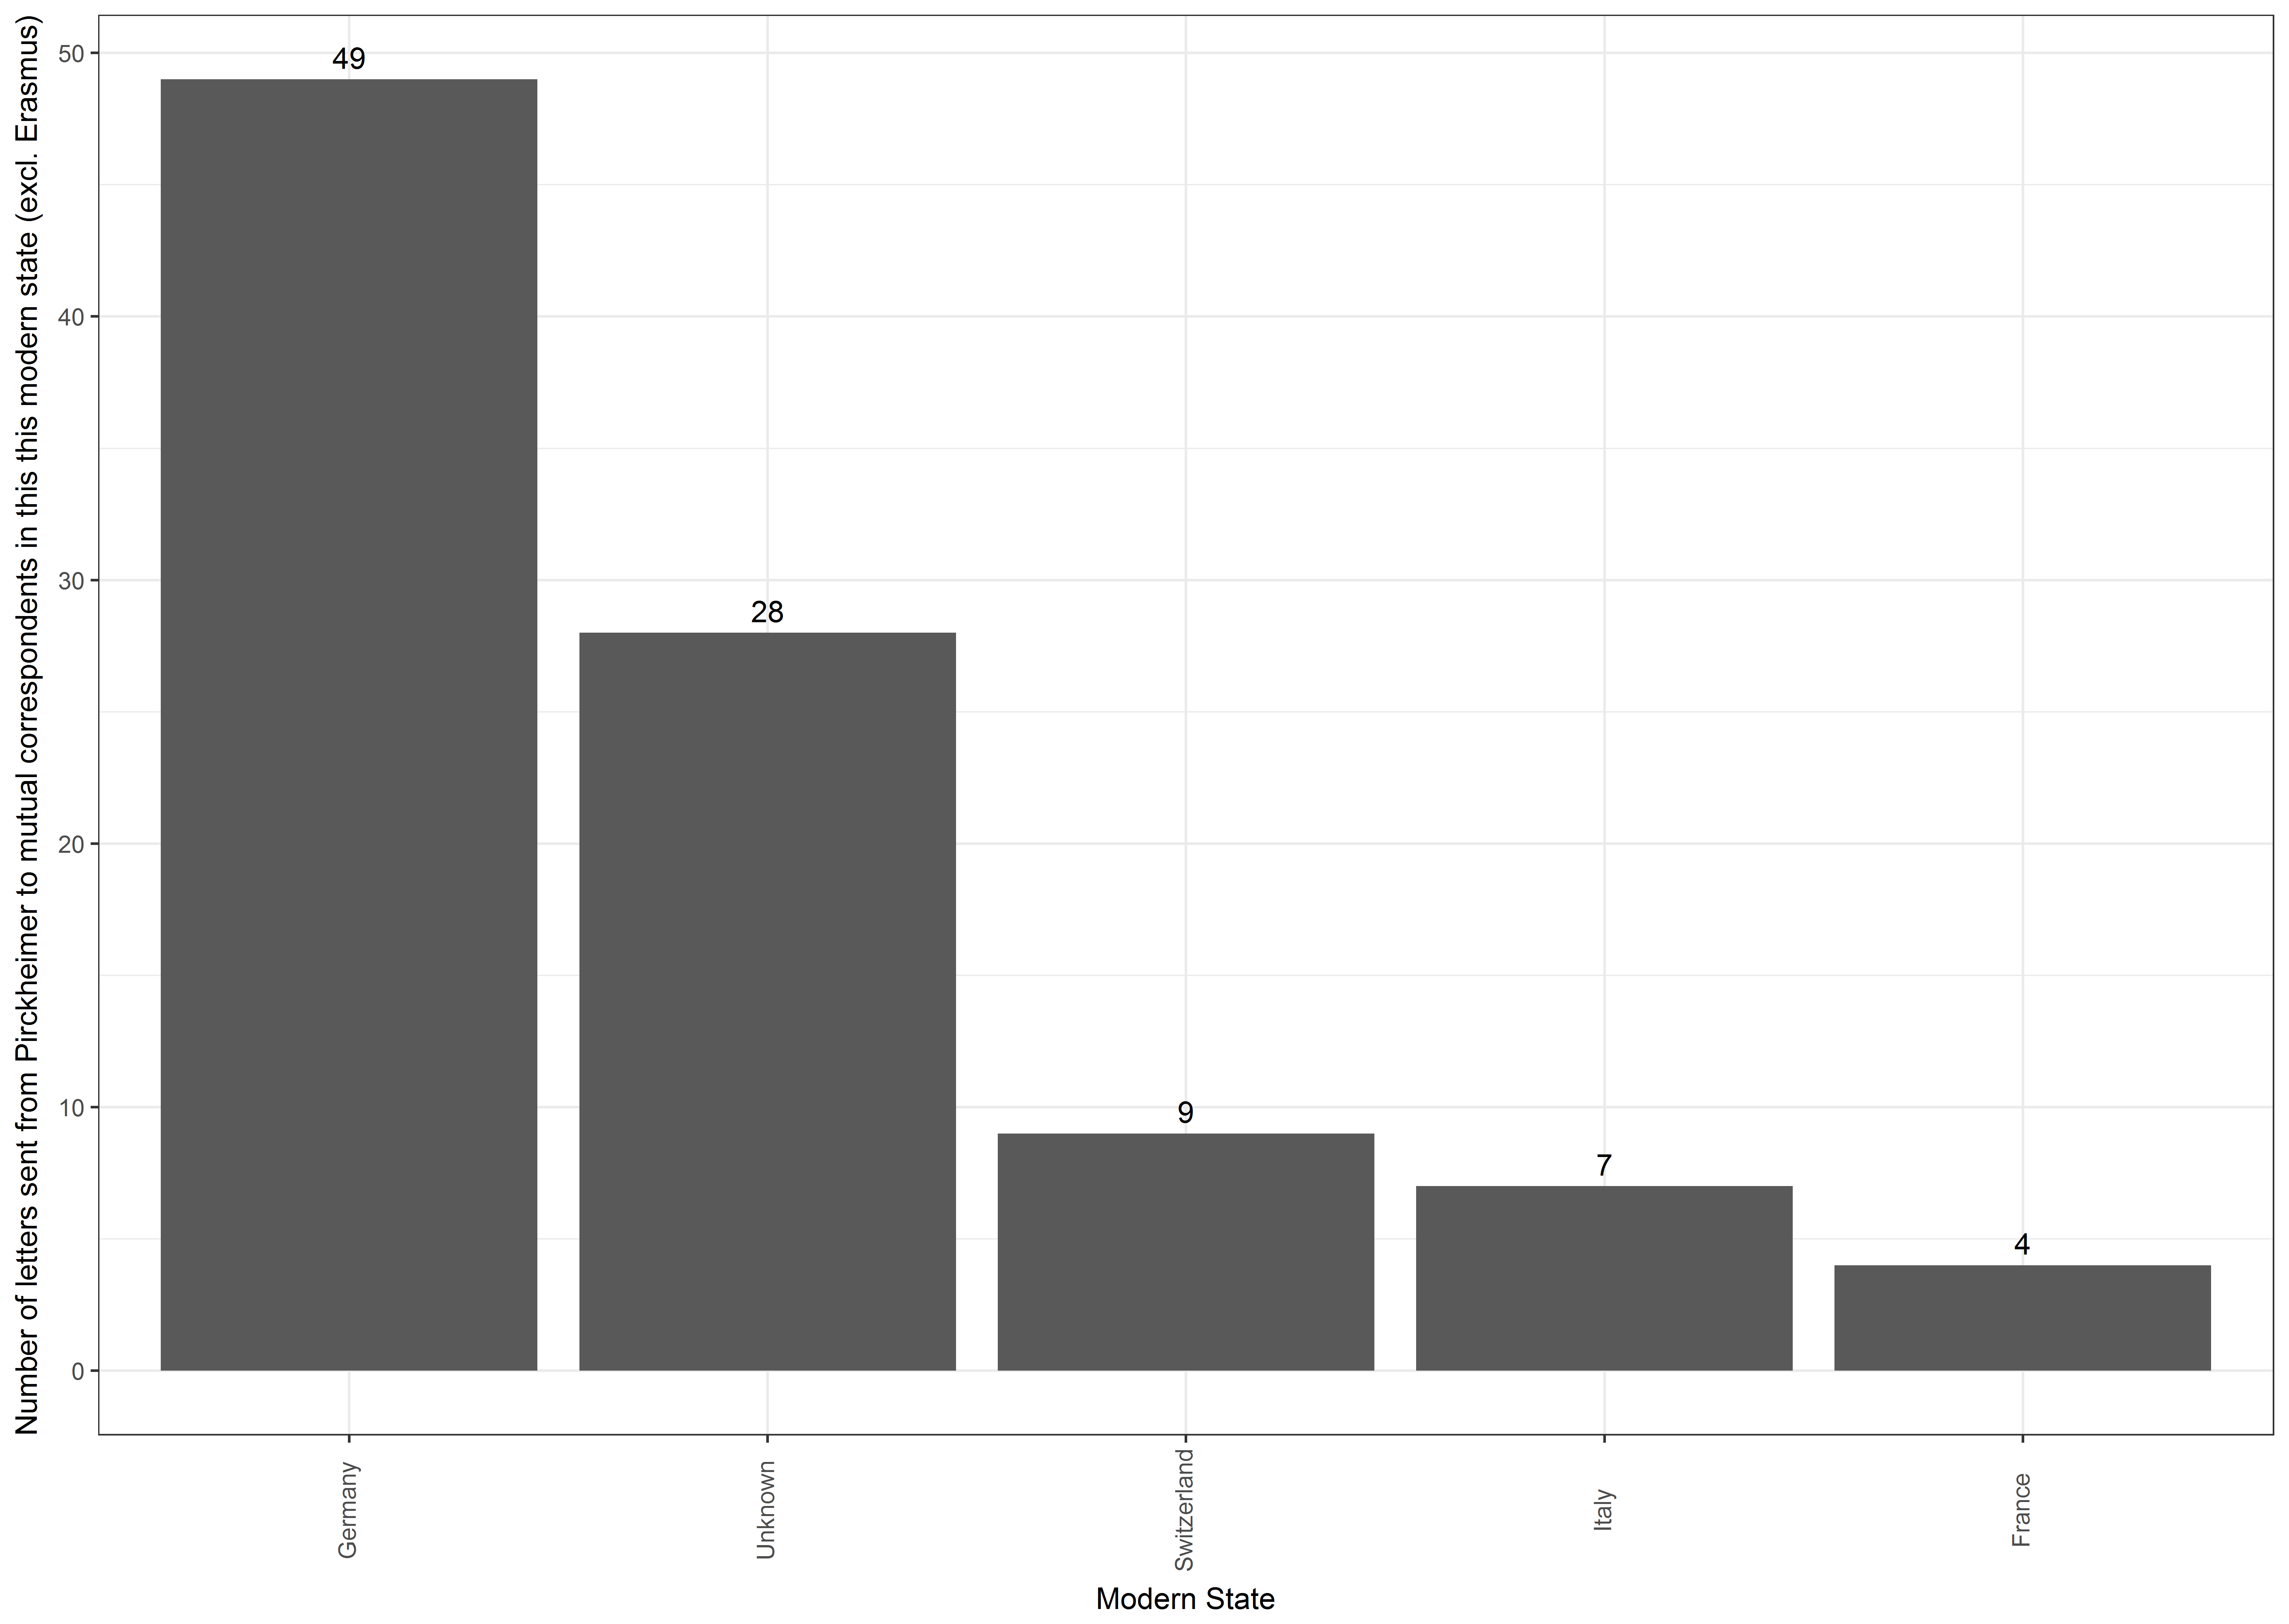 Number of letters sent from Pirckheimer to mutual correspondents in this this modern state (excl. Erasmus)
50
40
30
20
10
0
49
28
9
7
4
Germany
Unknown
Switzerland
Italy
France
Modern State